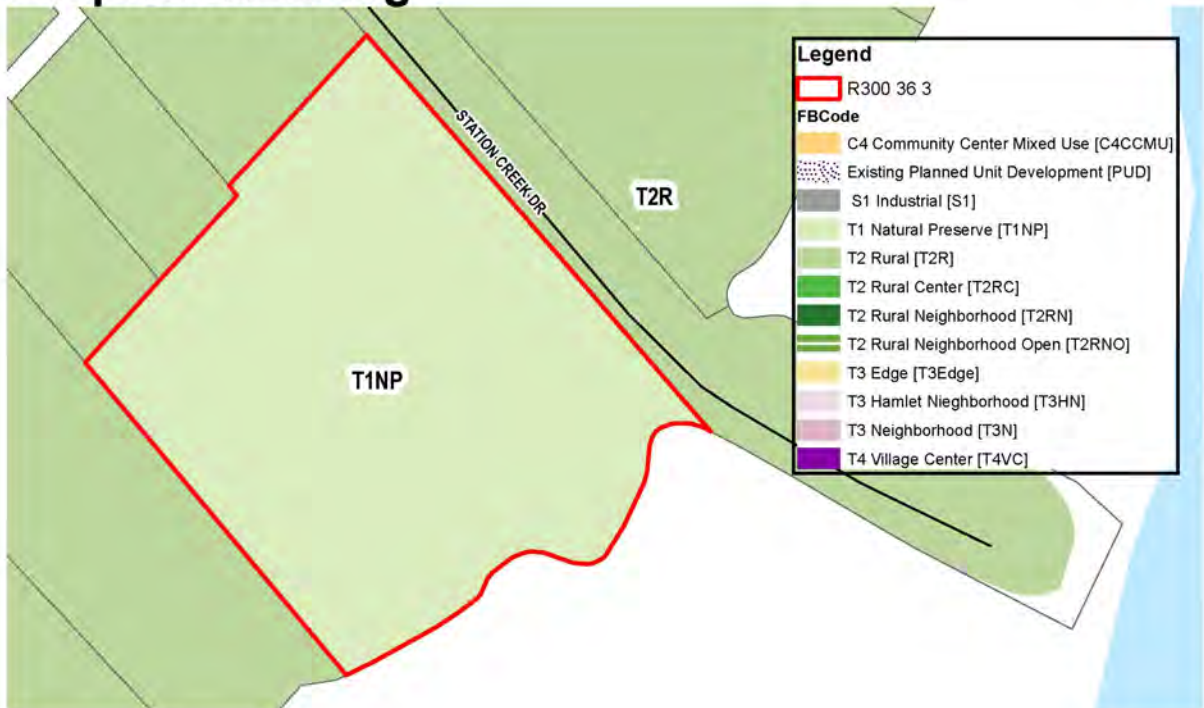 STATION CREEK DR
T2R
T1NP
Legend
R300 36 3
FBCode
C4 Community Center Mixed Use [C4CCMU]
Existing Planned Unit Development [PUD]
S1 Industrial [S1]
T1 Natural Preserve [T1NP]
T2 Rural [T2R]
T2 Rural Center [T2RC]
T2 Rural Neighborhood [T2RN]
T2 Rural Neighborhood Open [T2RNO]
T3 Edge [T3Edge]
T3 Hamlet Nieghborhood [T3HN]
T3 Neighborhood [T3N]
T4 Village Center [T4VC]